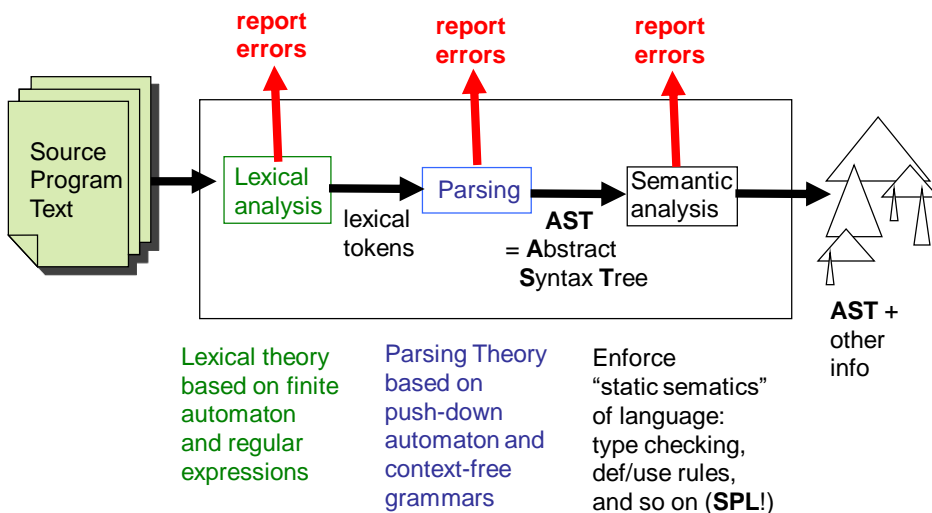 report
errors
report
errors
report
errors
Source
Program
Text
Lexical
analysis
lexical
tokens
Parsing
AST
= Abstract
Syntax Tree
Semantic
analysis
AST +
other
info
Lexical theory
based on finite
automaton
and regular
expressions
Parsing Theory
based on
push-down
automaton and
context-free
grammars
Enforce
“static sematics”
of language:
type checking,
def/use rules,
and so on (SPL!)